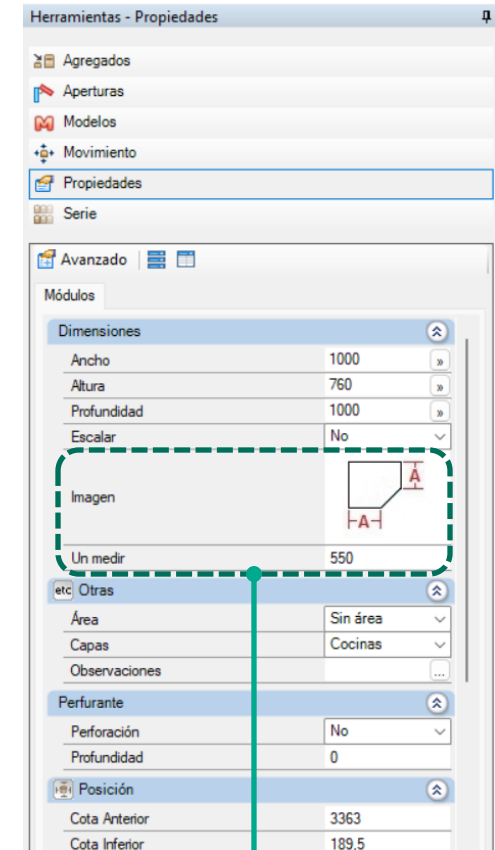 Herramientas - Propiedades
Agregados
Aperturas
Modelos
Movimiento
Propiedades
Serie
Avanzado
Módulos
Dimensiones
Ancho 1000 »
Altura 760 »
Profundidad 1000 »
Escalar No
A
Imagen
A
Un medir 550
etc Otras
Área Sin área
Capas Cocinas
Observaciones ...
Perfurante
Perforación No
Profundidad 0
Posición
Cota Anterior 3363
Cota Inferior 189.5